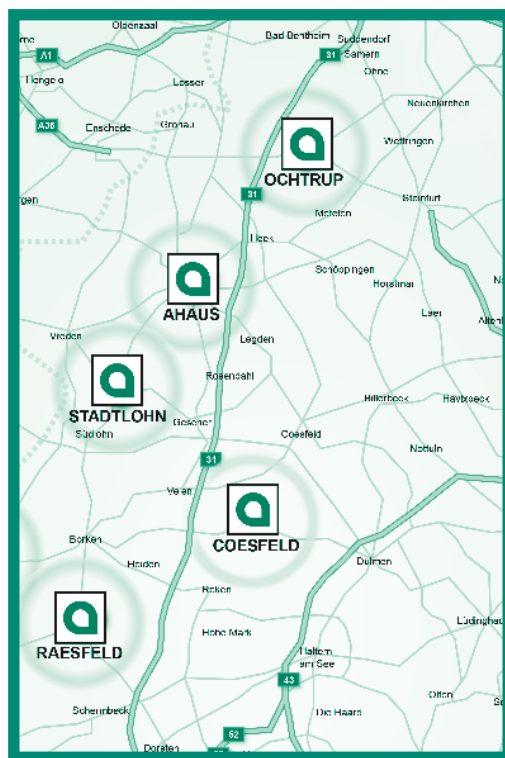 Oldenzaal
Bad Bentheim
Suddendorf
A1
31
Samern
Ohne
Hengelo
Losser
Neuenkirchen
A35
Enschede
Gronau
Wettringen
OCHTRUP
31
Steinfurt
Metelen
Heek
Schöppingen
Horstmar
AHAUS
Laer
Vreden
Legden
Rosendahl
Billerbeck
Havixbeck
STADTLOHN
Gescher
Südlohn
Coesfeld
Nottuln
31
Velen
COESFELD
Borken
Heiden
Dülmen
Reken
Hohe Mark
RAESFELD
Haltern
am See
43
Olfen
Schermbeck
Die Haard
52
Dorsten